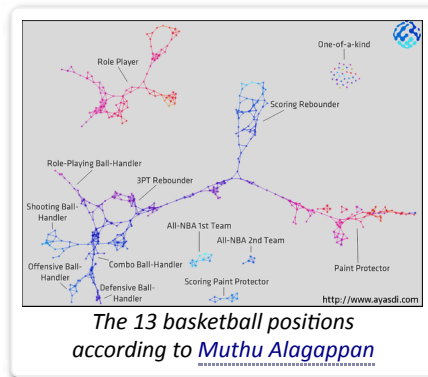 One-of-a-kind
Role Player
Scoring Rebounder
Role-Playing Ball-Handler
3PT Rebounder
Shooting Ball-
Handler
All-NBA 1st Team
All-NBA 2nd Team
Combo Ball-Handler
Paint Protector
Offensive Ball-
Handler
Defensive Ball-
Handler
Scoring Paint Protector
http://www.ayasdi.com
The 13 basketball positions
according to Muthu Alagappan